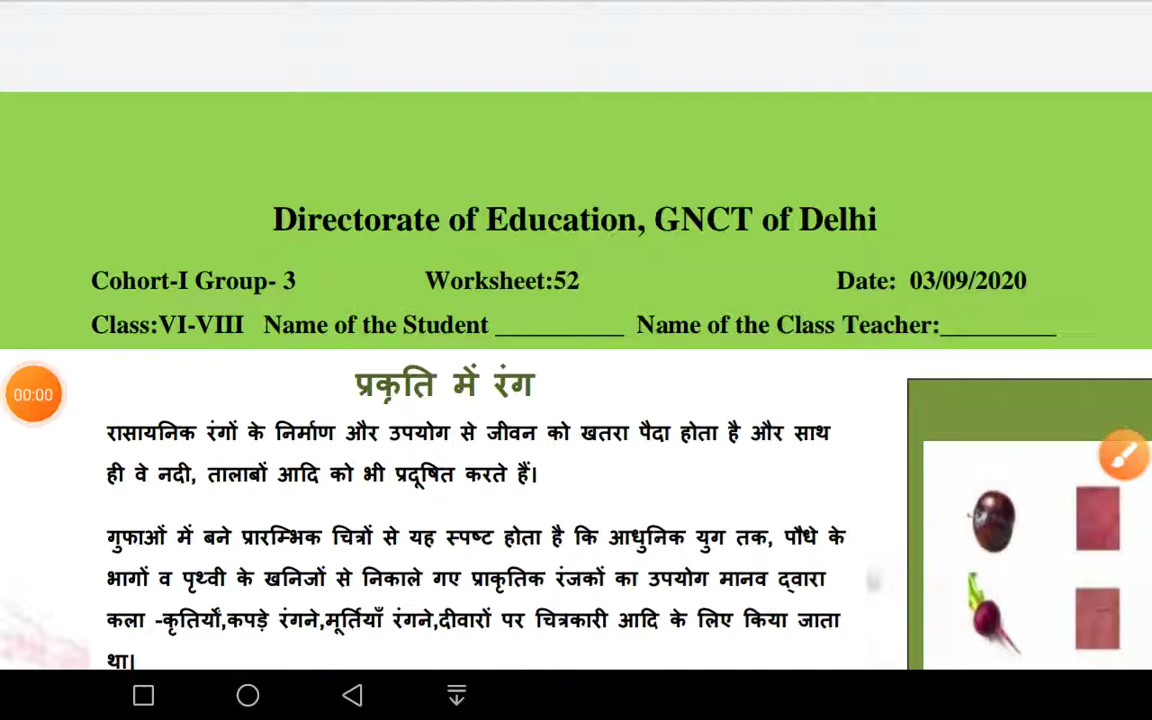 Directorate of Education, GNCT of Delhi
Cohort-I Group- 3 Worksheet:52 Date: 03/09/2020
Class:VI-VIII Name of the Student __________ Name of the Class Teacher:_________
प्रकृति में रंग
00:00
रासायनिक रंगों के निर्माण और उपयोग से जीवन को खतरा पैदा होता है और साथ
ही वे नदी, तालाबों आदि को भी प्रदूषित करते हैं।
गुफाओं में बने प्रारम्भिक चित्रों से यह स्पष्ट होता है कि आधुनिक युग तक, पौधे के
भागों व पृथ्वी के खनिजों से निकाले गए प्राकृतिक रंजकों का उपयोग मानव द्वारा
कला -कृतियों,कपड़े रंगने,मूर्तियाँ रंगने,दीवारों पर चित्रकारी आदि के लिए किया जाता
था।